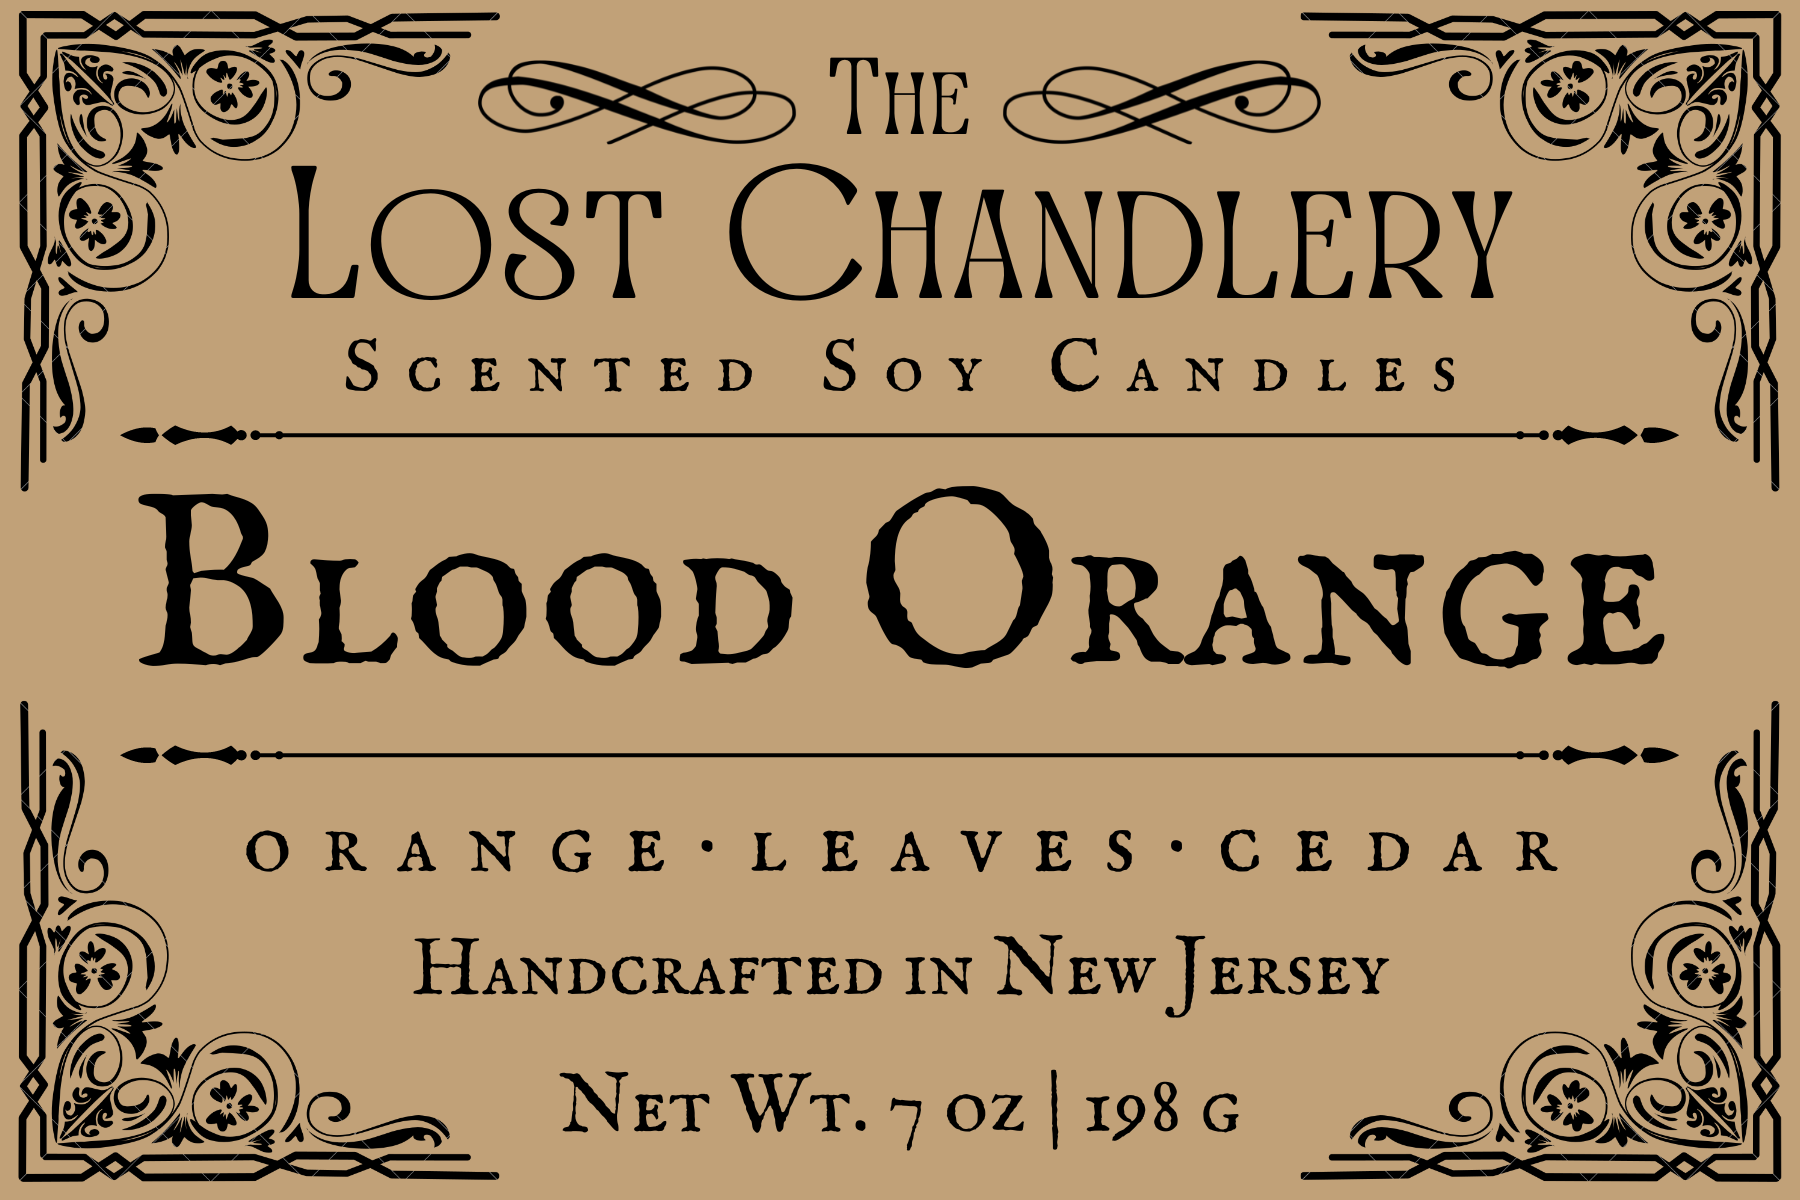 The
Lost Chandlery
Scented Soy Candles
Blood Orange
ORANGE·LEAVES·CEDAR
Handcrafted in New Jersey
Net Wt. 7 oz | 198 g